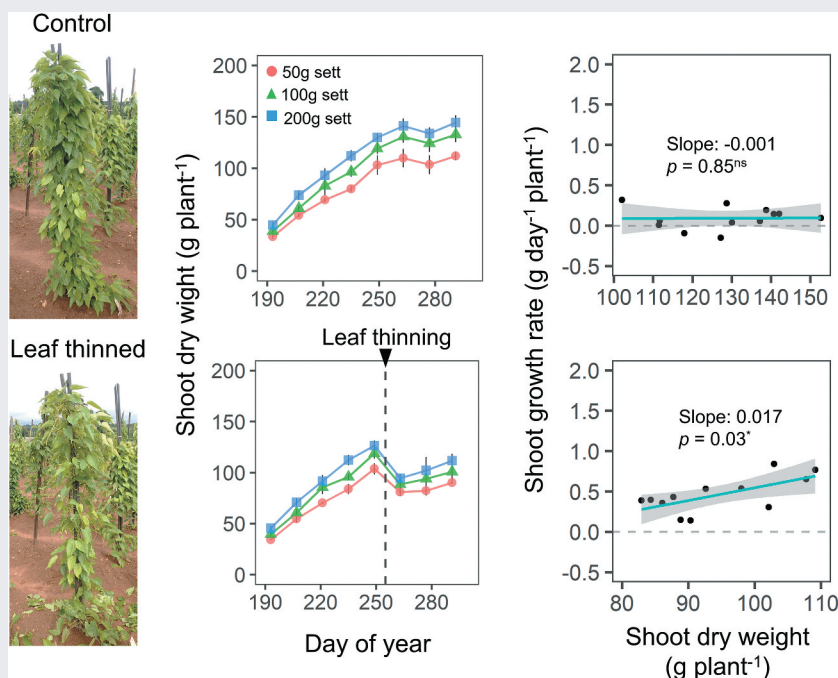 Control
Shoot dry wight (g plant⁻¹)
200
150
100
50
0
50g sett
100g sett
200g sett
190
220
250
280
Shoot growth rate (g day⁻¹ plant⁻¹)
2.0
1.5
1.0
0.5
0.0
-0.5
Slope: -0.001
p = 0.85ⁿˢ
100 110 120 130 140 150
Leaf thinned
Leaf thinning
200
150
100
50
0
190
220
250
280
Day of year
2.0
1.5
1.0
0.5
0.0
-0.5
Slope: 0.017
p = 0.03*
80
90
100
110
Shoot dry weight
(g plant⁻¹)